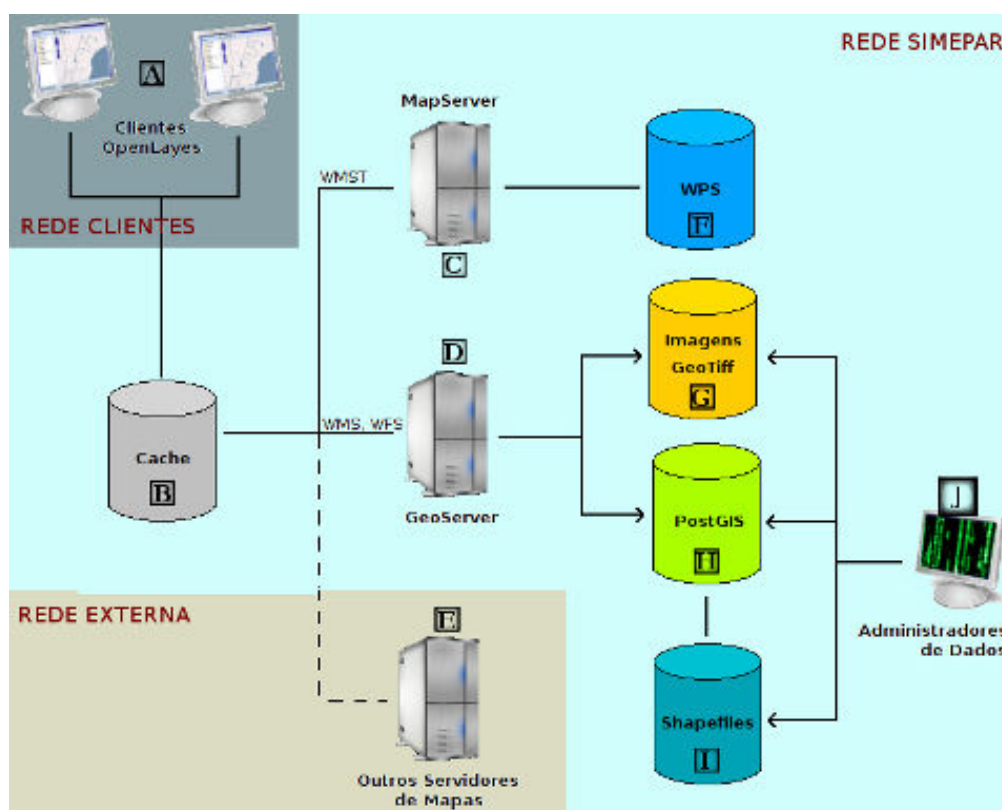 REDE SIMEPAR
A
Clientes
OpenLayes
REDE CLIENTES
MapServer
WMST
C
WPS
F
D
Imagens
GeoTiff
G
WMS, WFS
GeoServer
Cache
B
PostGIS
H
J
Administradores
de Dados
REDE EXTERNA
E
Outros Servidores
de Mapas
Shapefiles
I